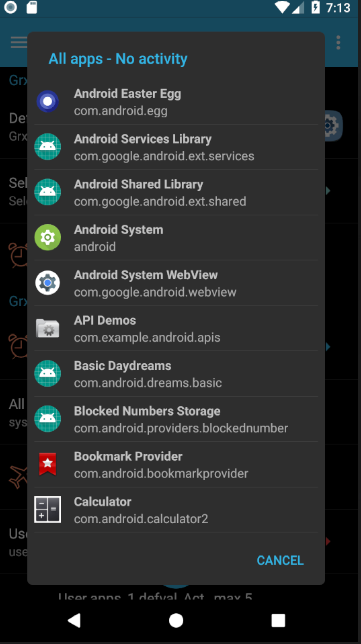 7:13
All apps - No activity
Grx
Android Easter Egg
com.android.egg
De
Grx
Android Services Library
com.google.android.ext.services
Sel
Sele
Android Shared Library
com.google.android.ext.shared
Android System
android
Android System WebView
com.google.android.webview
Grx
API Demos
com.example.android.apis
Basic Daydreams
com.android.dreams.basic
All
sys
Blocked Numbers Storage
com.android.providers.blockednumber
Bookmark Provider
com.android.bookmarkprovider
Calculator
com.android.calculator2
Use
use
CANCEL
User apps, 1 defval, Act., max 5